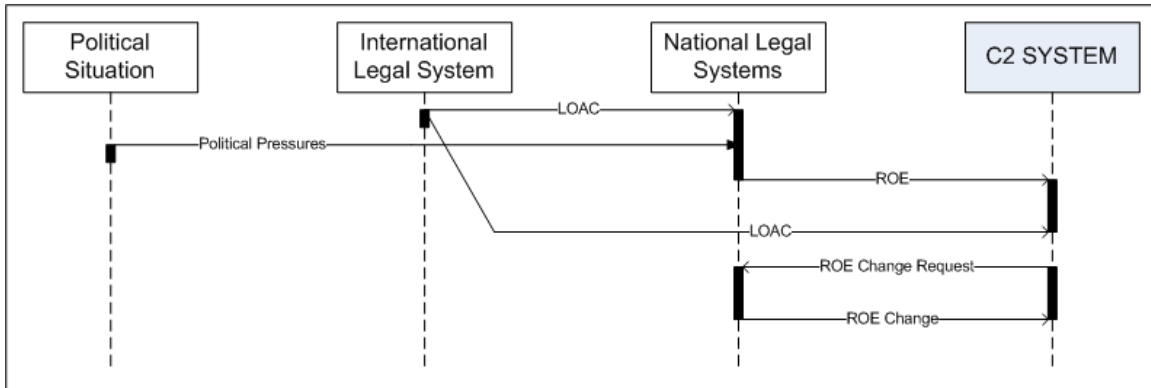 Political
Situation
International
Legal System
National Legal
Systems
C2 SYSTEM
LOAC
Political Pressures
ROE
LOAC
ROE Change Request
ROE Change